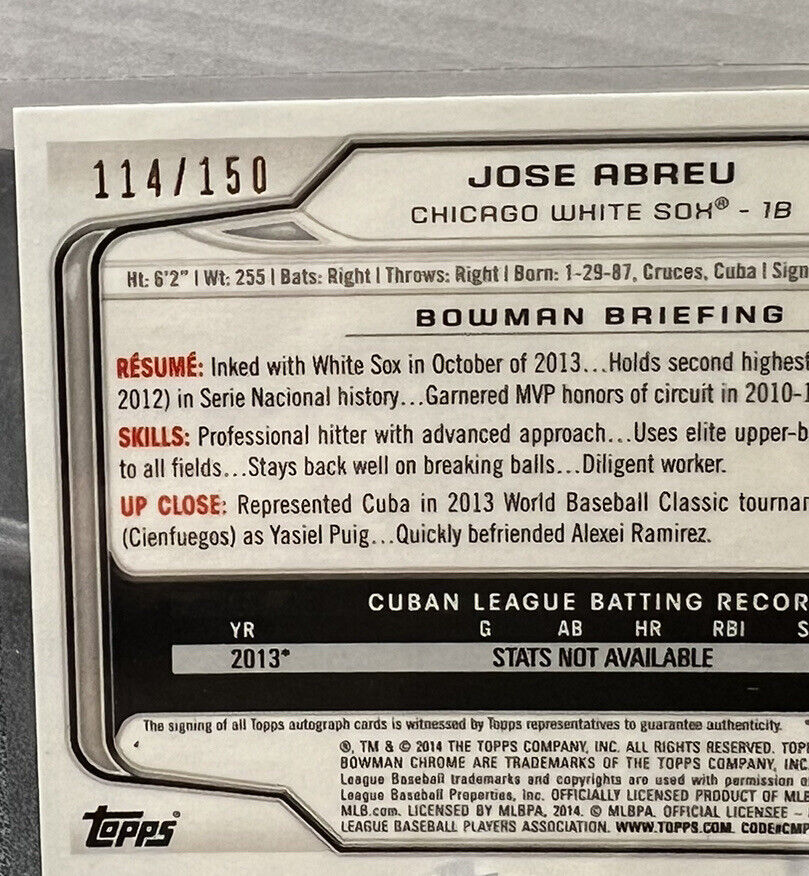 114/150
JOSE ABREU
CHICAGO WHITE SOX® - 1B
Ht: 6'2" | Wt: 255 | Bats: Right | Throws: Right | Born: 1-29-87, Cruces, Cuba | Sign
BOWMAN BRIEFING
RÉSUMÉ: Inked with White Sox in October of 2013...Holds second highest
2012) in Serie Nacional history...Garnered MVP honors of circuit in 2010-1
SKILLS: Professional hitter with advanced approach...Uses elite upper-b
to all fields...Stays back well on breaking balls...Diligent worker.
UP CLOSE: Represented Cuba in 2013 World Baseball Classic tournam
(Cienfuegos) as Yasiel Puig...Quickly befriended Alexei Ramirez.
CUBAN LEAGUE BATTING RECOR
YR G AB HR RBI S
2013* STATS NOT AVAILABLE
The signing of all Topps autograph cards is witnessed by Topps representatives to guarantee authenticity.
®, TM & © 2014 THE TOPPS COMPANY, INC. ALL RIGHTS RESERVED. TOPP
BOWMAN CHROME ARE TRADEMARKS OF THE TOPPS COMPANY, INC.
League Baseball trademarks and copyrights are used with permission o
League Baseball Properties, Inc. OFFICIALLY LICENSED PRODUCT OF MLB
MLB.com. LICENSED BY MLBPA, 2014. © MLBPA. OFFICIAL LICENSEE -
LEAGUE BASEBALL PLAYERS ASSOCIATION. WWW.TOPPS.COM. CODE#CMP
Topps®